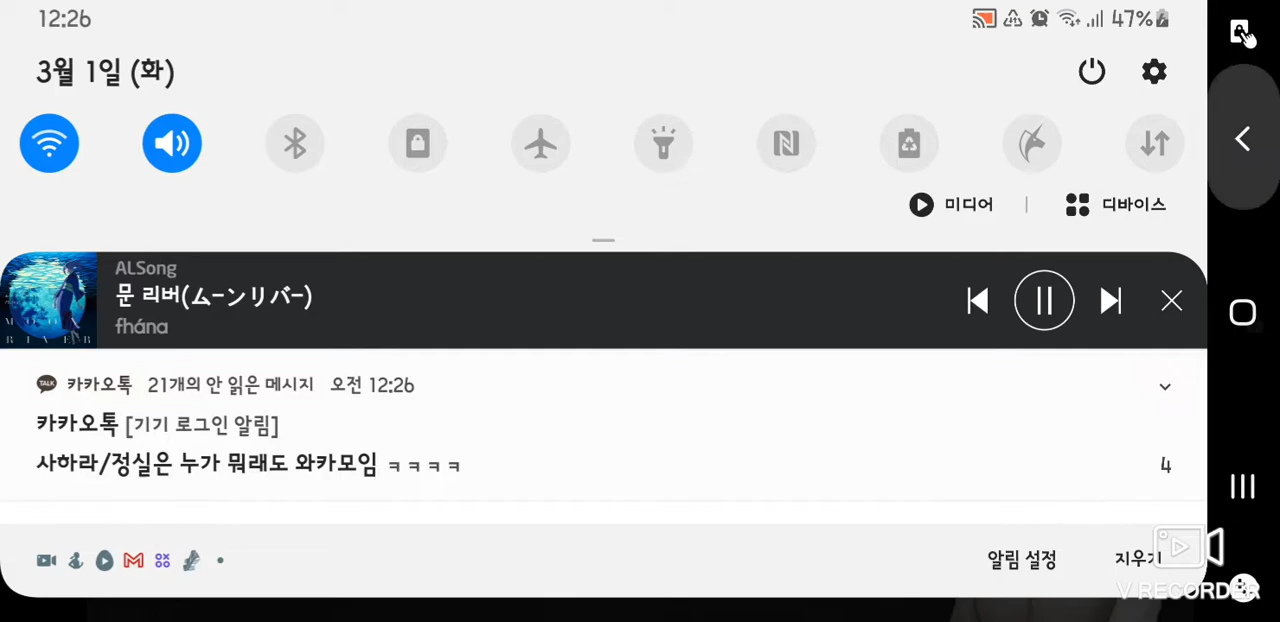 12:26 47%
3월 1일 (화)
미디어 | 디바이스
ALSong
문 리버(ムーンリバー)
fhána
MOON
RIVER
TALK 카카오톡 21개의 안 읽은 메시지 오전 12:26
카카오톡 [기기 로그인 알림]
사하라/정실은 누가 뭐래도 와카모임 ㅋㅋㅋㅋ 4
알림 설정 지우기
V RECORDER